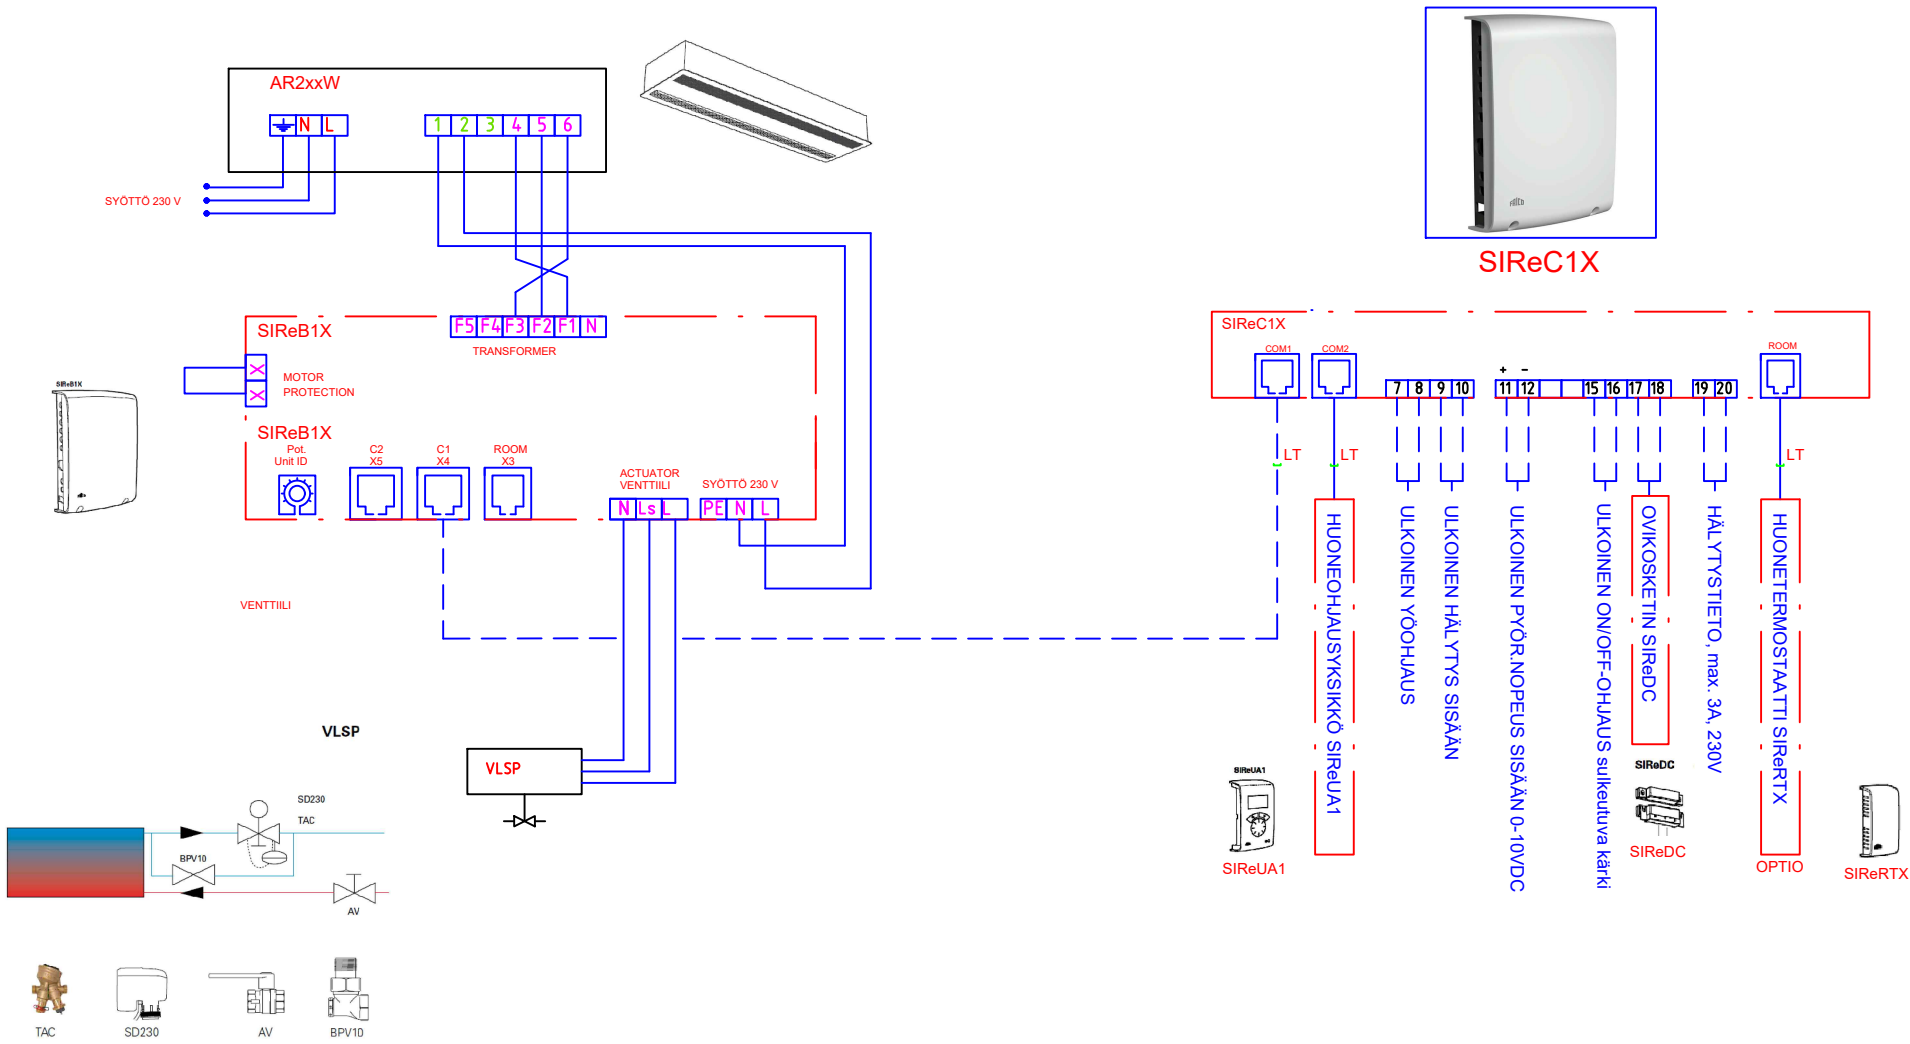 AR2xxW
N L
1 2 3 4 5 6
SYÖTTÖ 230 V
FRICO
SIReC1X
SIReB1X
F5 F4 F3 F2 F1 N
TRANSFORMER
X
X
MOTOR
PROTECTION
SIReB1X
SIReB1X
Pot.
Unit ID
C2
X5
C1
X4
ROOM
X3
ACTUATOR
VENTTIILI
SYÖTTÖ 230 V
N Ls L
PE N L
VENTTIILI
SIReC1X
COM1
COM2
ROOM
+ -
7 8 9 10
11 12
15 16 17 18
19 20
LT
LT
LT
HUONEOHJAUSYKSIKKÖ SIReUA1
ULKOINEN YÖOHJAUS
ULKOINEN HÄLYTYS SISÄÄN
ULKOINEN PYÖR.NOPEUS SISÄÄN 0-10VDC
ULKOINEN ON/OFF-OHJAUS sulkeutuva kärki
OVIKOSKETIN SIReDC
HÄLYTYSTIETO, max. 3A, 230V
HUONETERMOSTAATTI SIReRTX
SIReUA1
SIReUA1
SIReDC
SIReDC
OPTIO
SIReRTX
VLSP
VLSP
SD230
TAC
BPV10
AV
TAC
SD230
AV
BPV10